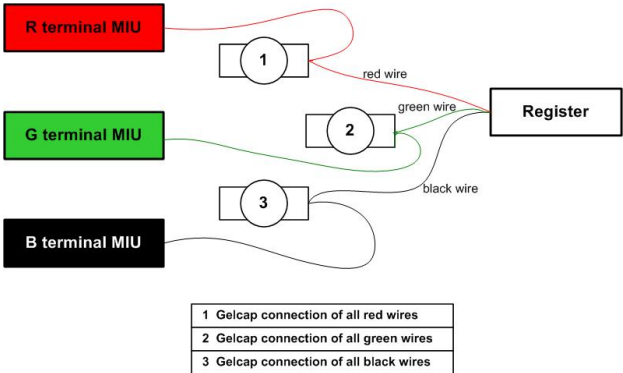 R terminal MIU
1
red wire
green wire
Register
G terminal MIU
2
black wire
3
B terminal MIU
1 Gelcap connection of all red wires
2 Gelcap connection of all green wires
3 Gelcap connection of all black wires